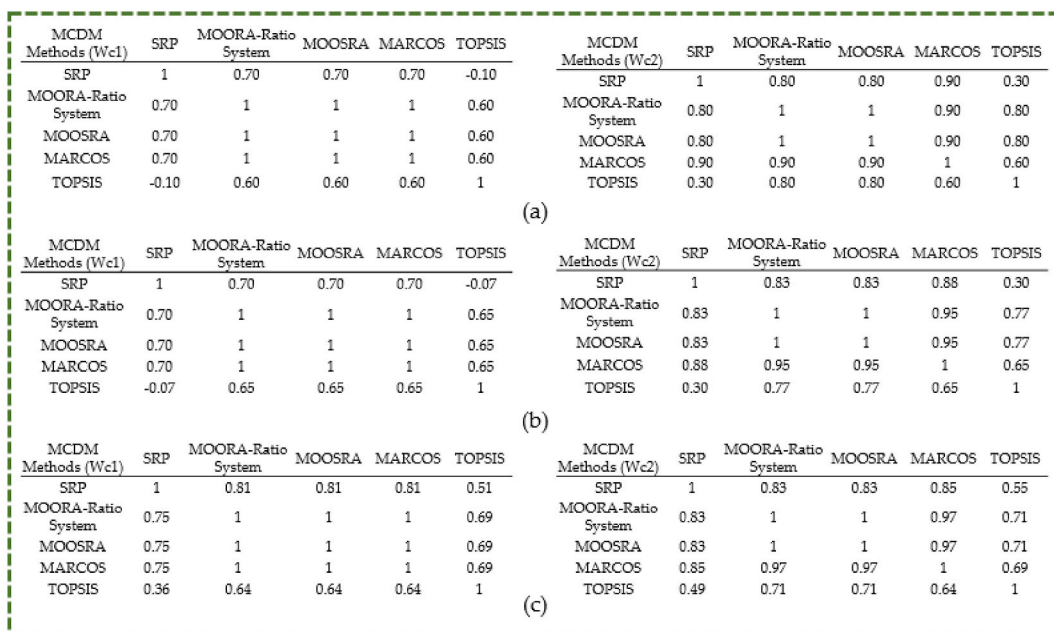 MCDM Methods (Wc1) SRP MOORA-Ratio System MOOSRA MARCOS TOPSIS
SRP 1 0.70 0.70 0.70 -0.10
MOORA-Ratio System 0.70 1 1 1 0.60
MOOSRA 0.70 1 1 1 0.60
MARCOS 0.70 1 1 1 0.60
TOPSIS -0.10 0.60 0.60 0.60 1
MCDM Methods (Wc2) SRP MOORA-Ratio System MOOSRA MARCOS TOPSIS
SRP 1 0.80 0.80 0.90 0.30
MOORA-Ratio System 0.80 1 1 0.90 0.80
MOOSRA 0.80 1 1 0.90 0.80
MARCOS 0.90 0.90 0.90 1 0.60
TOPSIS 0.30 0.80 0.80 0.60 1
(a)
MCDM Methods (Wc1) SRP MOORA-Ratio System MOOSRA MARCOS TOPSIS
SRP 1 0.70 0.70 0.70 -0.07
MOORA-Ratio System 0.70 1 1 1 0.65
MOOSRA 0.70 1 1 1 0.65
MARCOS 0.70 1 1 1 0.65
TOPSIS -0.07 0.65 0.65 0.65 1
MCDM Methods (Wc2) SRP MOORA-Ratio System MOOSRA MARCOS TOPSIS
SRP 1 0.83 0.83 0.88 0.30
MOORA-Ratio System 0.83 1 1 0.95 0.77
MOOSRA 0.83 1 1 0.95 0.77
MARCOS 0.88 0.95 0.95 1 0.65
TOPSIS 0.30 0.77 0.77 0.65 1
(b)
MCDM Methods (Wc1) SRP MOORA-Ratio System MOOSRA MARCOS TOPSIS
SRP 1 0.81 0.81 0.81 0.51
MOORA-Ratio System 0.75 1 1 1 0.69
MOOSRA 0.75 1 1 1 0.69
MARCOS 0.75 1 1 1 0.69
TOPSIS 0.36 0.64 0.64 0.64 1
MCDM Methods (Wc2) SRP MOORA-Ratio System MOOSRA MARCOS TOPSIS
SRP 1 0.83 0.83 0.85 0.55
MOORA-Ratio System 0.83 1 1 0.97 0.71
MOOSRA 0.83 1 1 0.97 0.71
MARCOS 0.85 0.97 0.97 1 0.69
TOPSIS 0.49 0.71 0.71 0.64 1
(c)